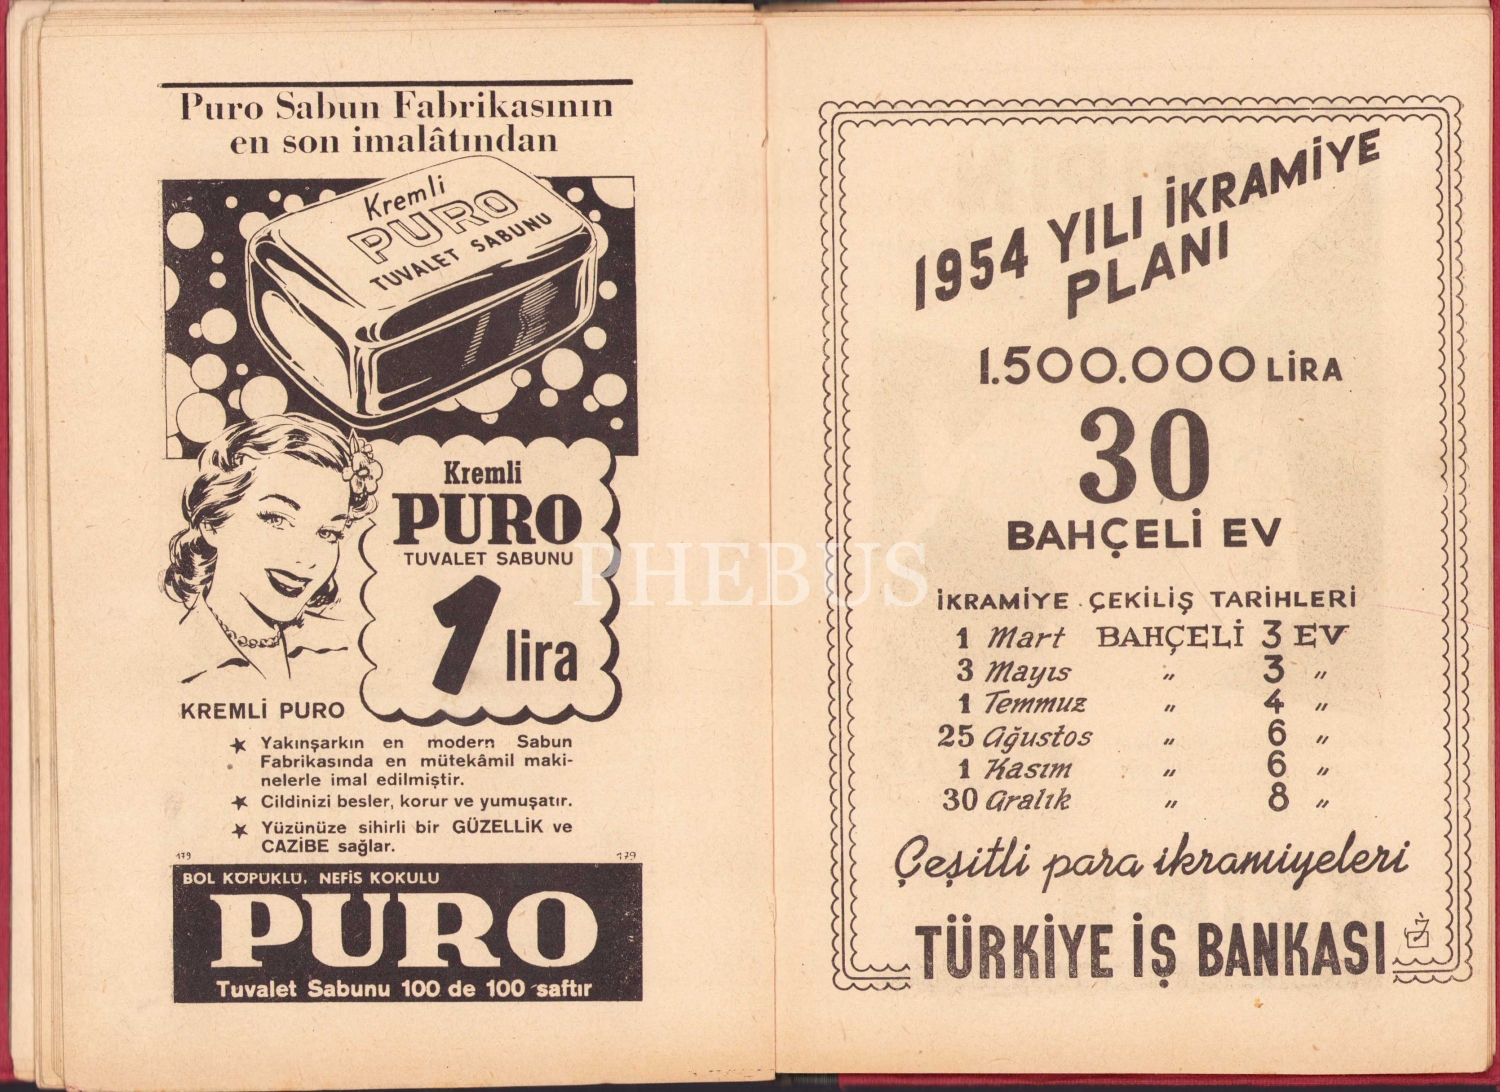 Puro Sabun Fabrikasının
en son imalâtından
Kremli
PURO
TUVALET SABUNU
Kremli
PURO
TUVALET SABUNU
1 lira
KREMLİ PURO
★ Yakınşarkın en modern Sabun
Fabrikasında en mütekâmil maki-
nelerle imal edilmiştir.
★ Cildinizi besler, korur ve yumuşatır.
★ Yüzünüze sihirli bir GÜZELLİK ve
CAZİBE sağlar.
179 179
BOL KÖPÜKLÜ, NEFİS KOKULU
PURO
Tuvalet Sabunu 100 de 100 saftır
PHEBUS
1954 YILI İKRAMİYE
PLANI
1.500.000 LİRA
30
BAHÇELİ EV
İKRAMİYE ÇEKİLİŞ TARİHLERİ
1 Mart BAHÇELİ 3 EV
3 Mayıs " 3 "
1 Temmuz " 4 "
25 Ağustos " 6 "
1 Kasım " 6 "
30 Aralık " 8 "
Çeşitli para ikramiyeleri
TÜRKİYE İŞ BANKASI